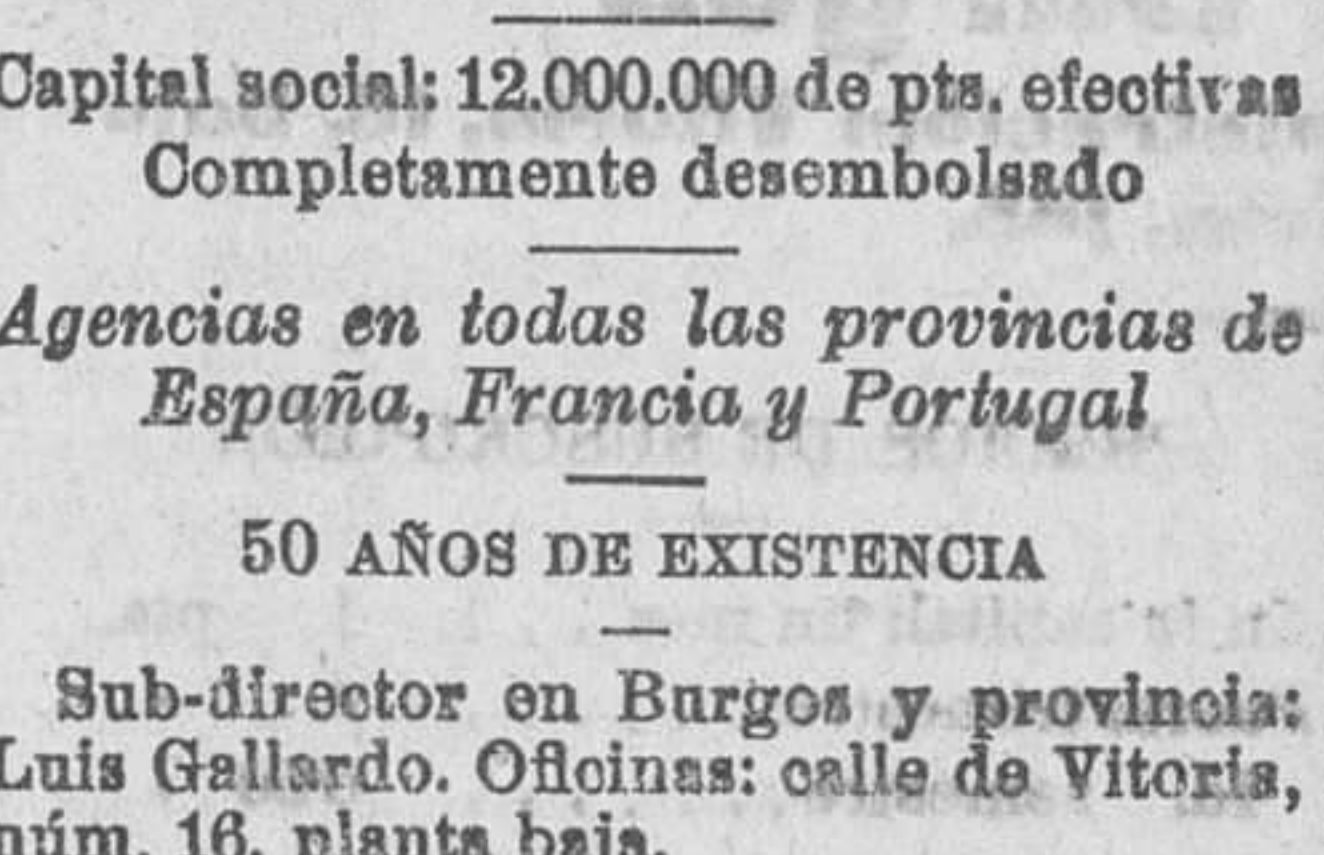 Capital social: 12.000.000 de pts. efectivas
Completamente desembolsado
Agencias en todas las provincias de
España, Francia y Portugal
50 AÑOS DE EXISTENCIA
Sub-director en Burgos y provincia:
Luis Gallardo. Oficinas: calle de Vitoria,
núm. 16, planta baja.